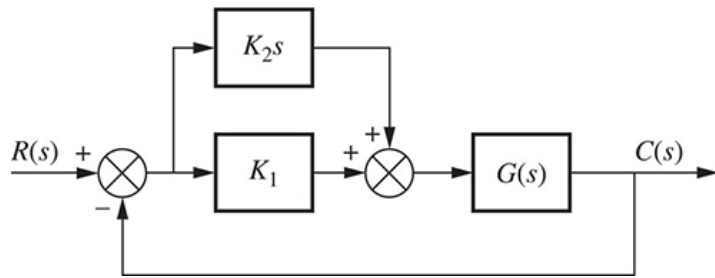 K₂s
R(s) + + + C(s)
K₁ G(s)
−